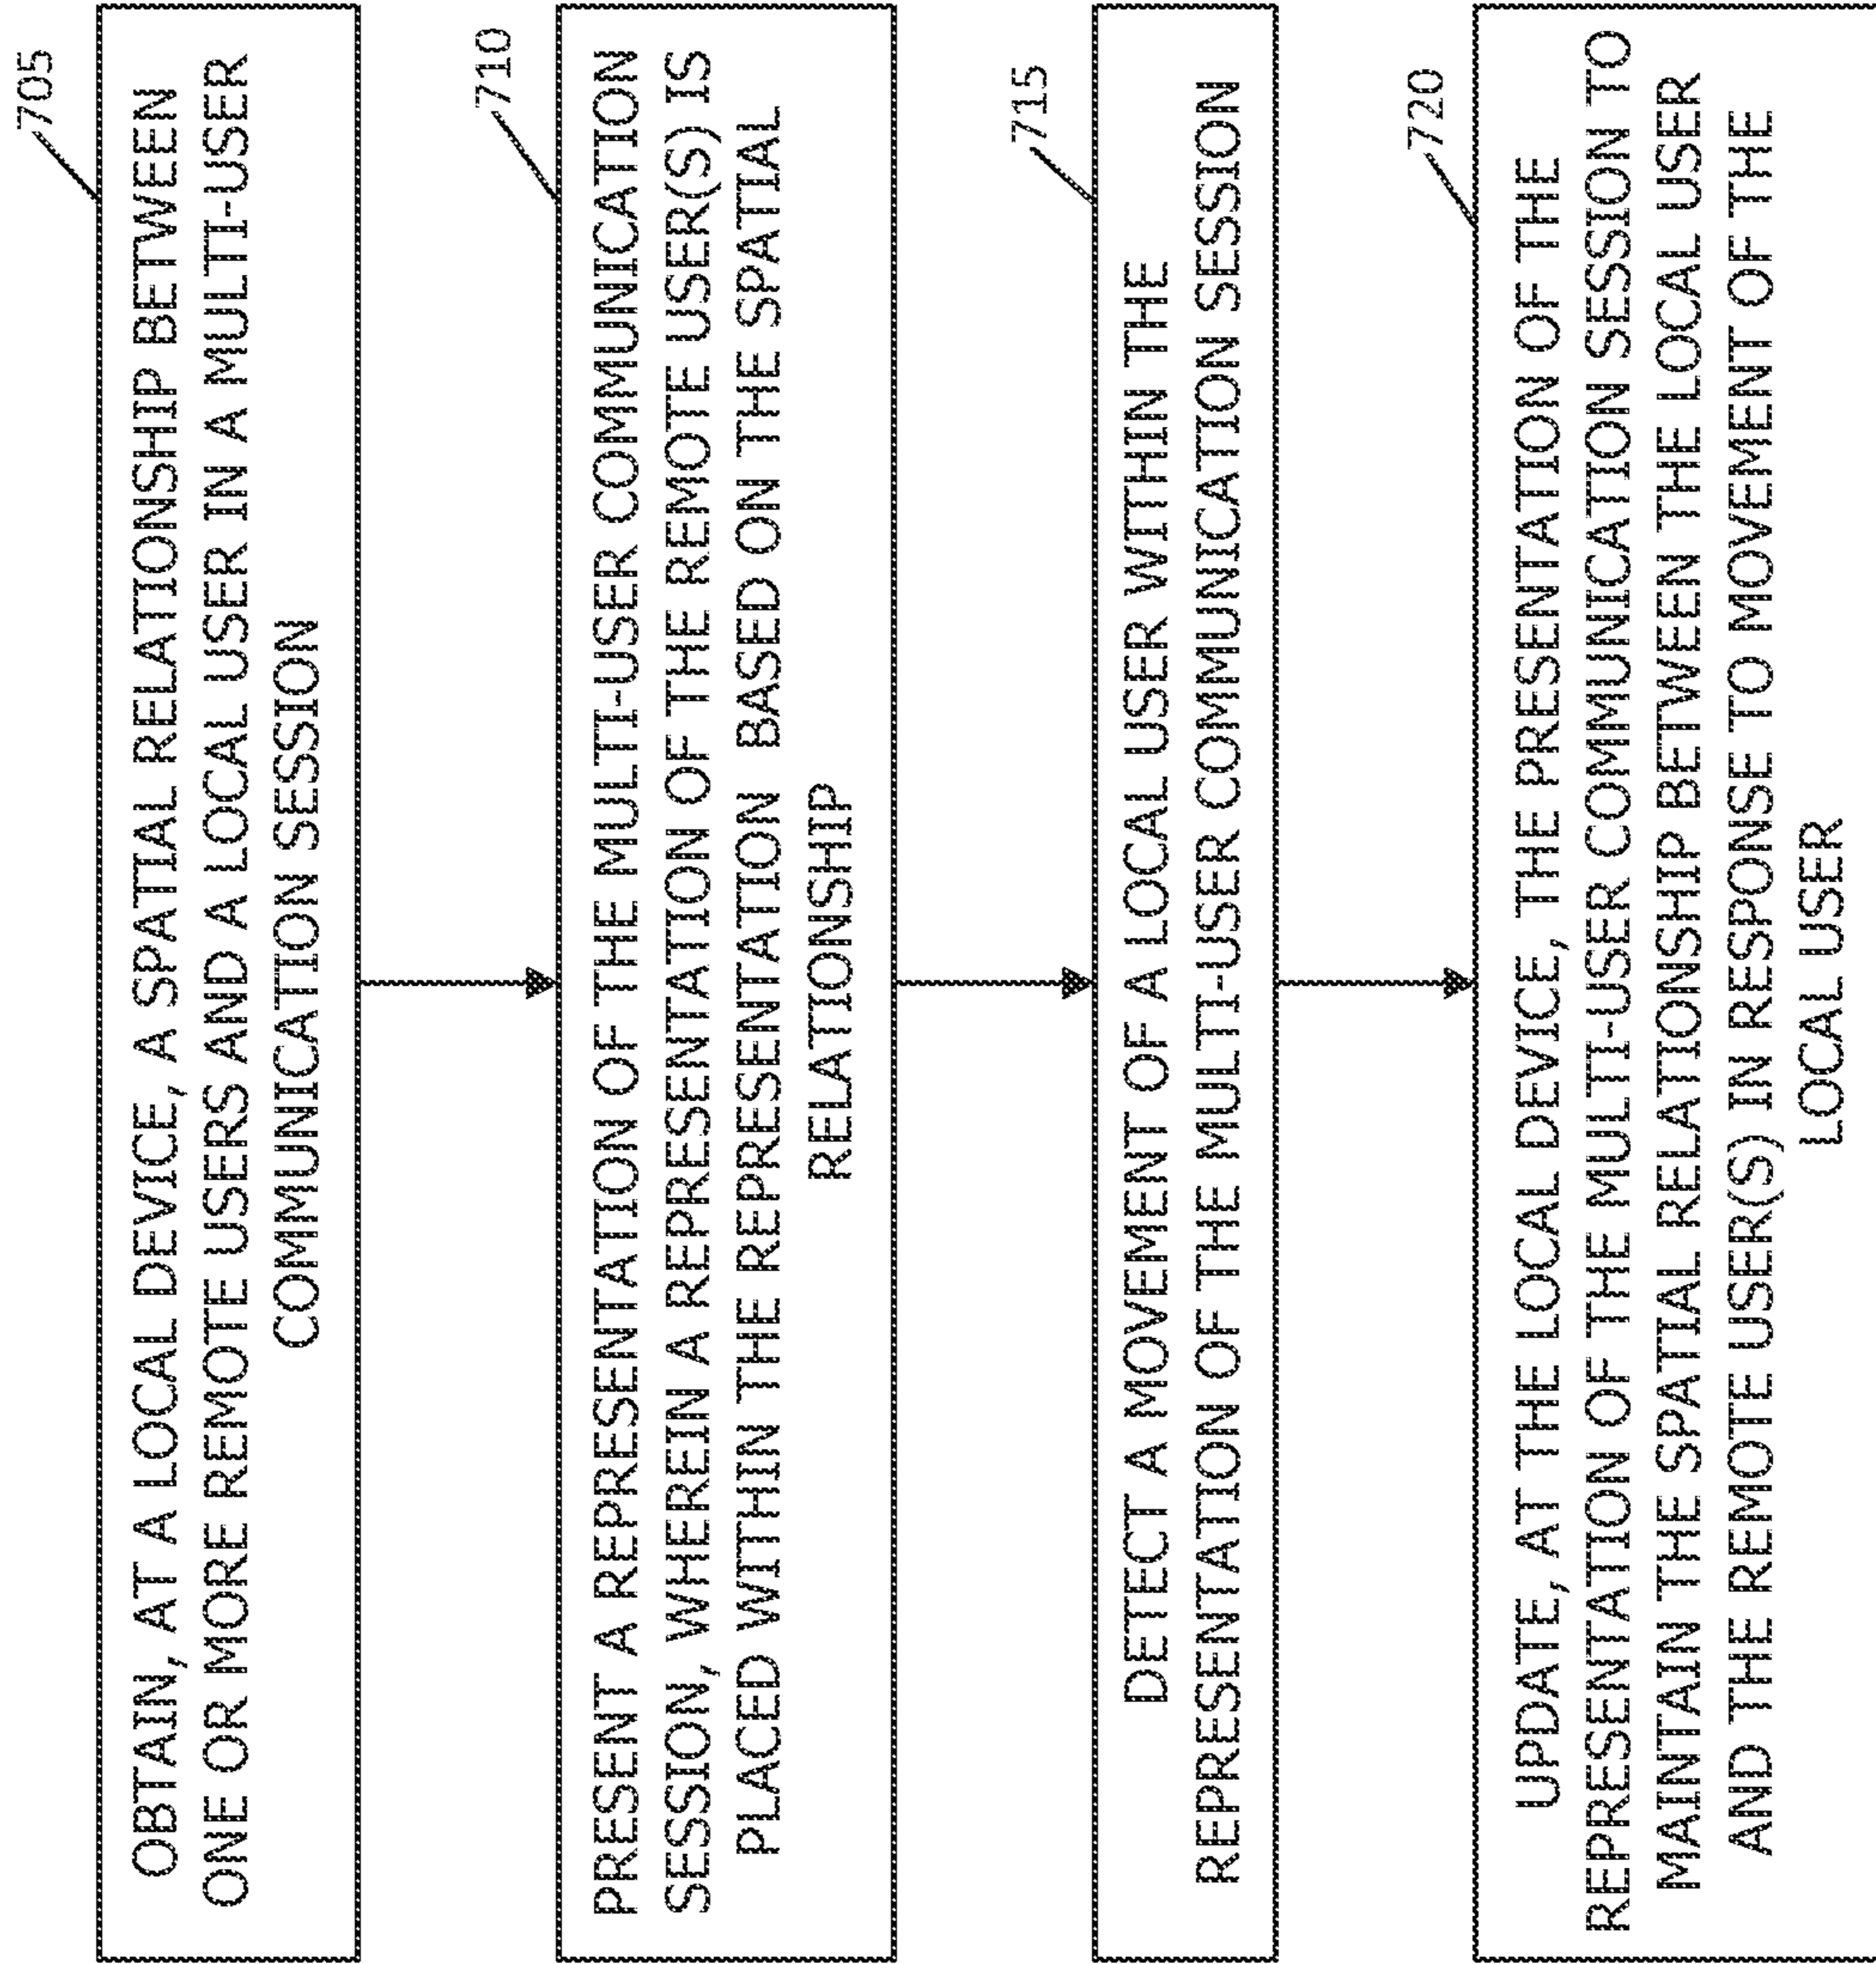 705
OBTAIN, AT A LOCAL DEVICE, A SPATIAL RELATIONSHIP BETWEEN
ONE OR MORE REMOTE USERS AND A LOCAL USER IN A MULTI-USER
COMMUNICATION SESSION
710
PRESENT A REPRESENTATION OF THE MULTI-USER COMMUNICATION
SESSION, WHEREIN A REPRESENTATION OF THE REMOTE USER(S) IS
PLACED WITHIN THE REPRESENTATION BASED ON THE SPATIAL
RELATIONSHIP
715
DETECT A MOVEMENT OF A LOCAL USER WITHIN THE
REPRESENTATION OF THE MULTI-USER COMMUNICATION SESSION
720
UPDATE, AT THE LOCAL DEVICE, THE PRESENTATION OF THE
REPRESENTATION OF THE MULTI-USER COMMUNICATION SESSION TO
MAINTAIN THE SPATIAL RELATIONSHIP BETWEEN THE LOCAL USER
AND THE REMOTE USER(S) IN RESPONSE TO MOVEMENT OF THE
LOCAL USER